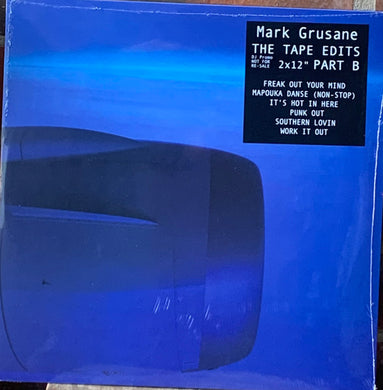 Mark Grusane
THE TAPE EDITS
DJ Promo
NOT FOR
RE-SALE
2x12" PART B
FREAK OUT YOUR MIND
MAPOUKA DANSE (NON-STOP)
IT'S HOT IN HERE
PUNK OUT
SOUTHERN LOVIN
WORK IT OUT